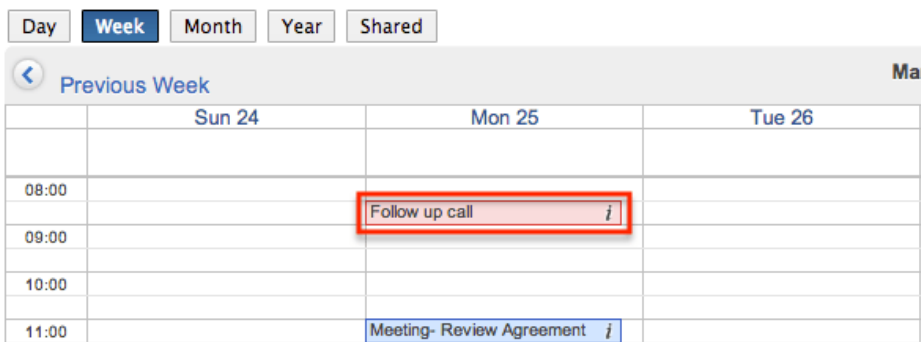 Day Week Month Year Shared
Previous Week Ma
Sun 24 Mon 25 Tue 26
08:00
Follow up call i
09:00
10:00
11:00 Meeting- Review Agreement i